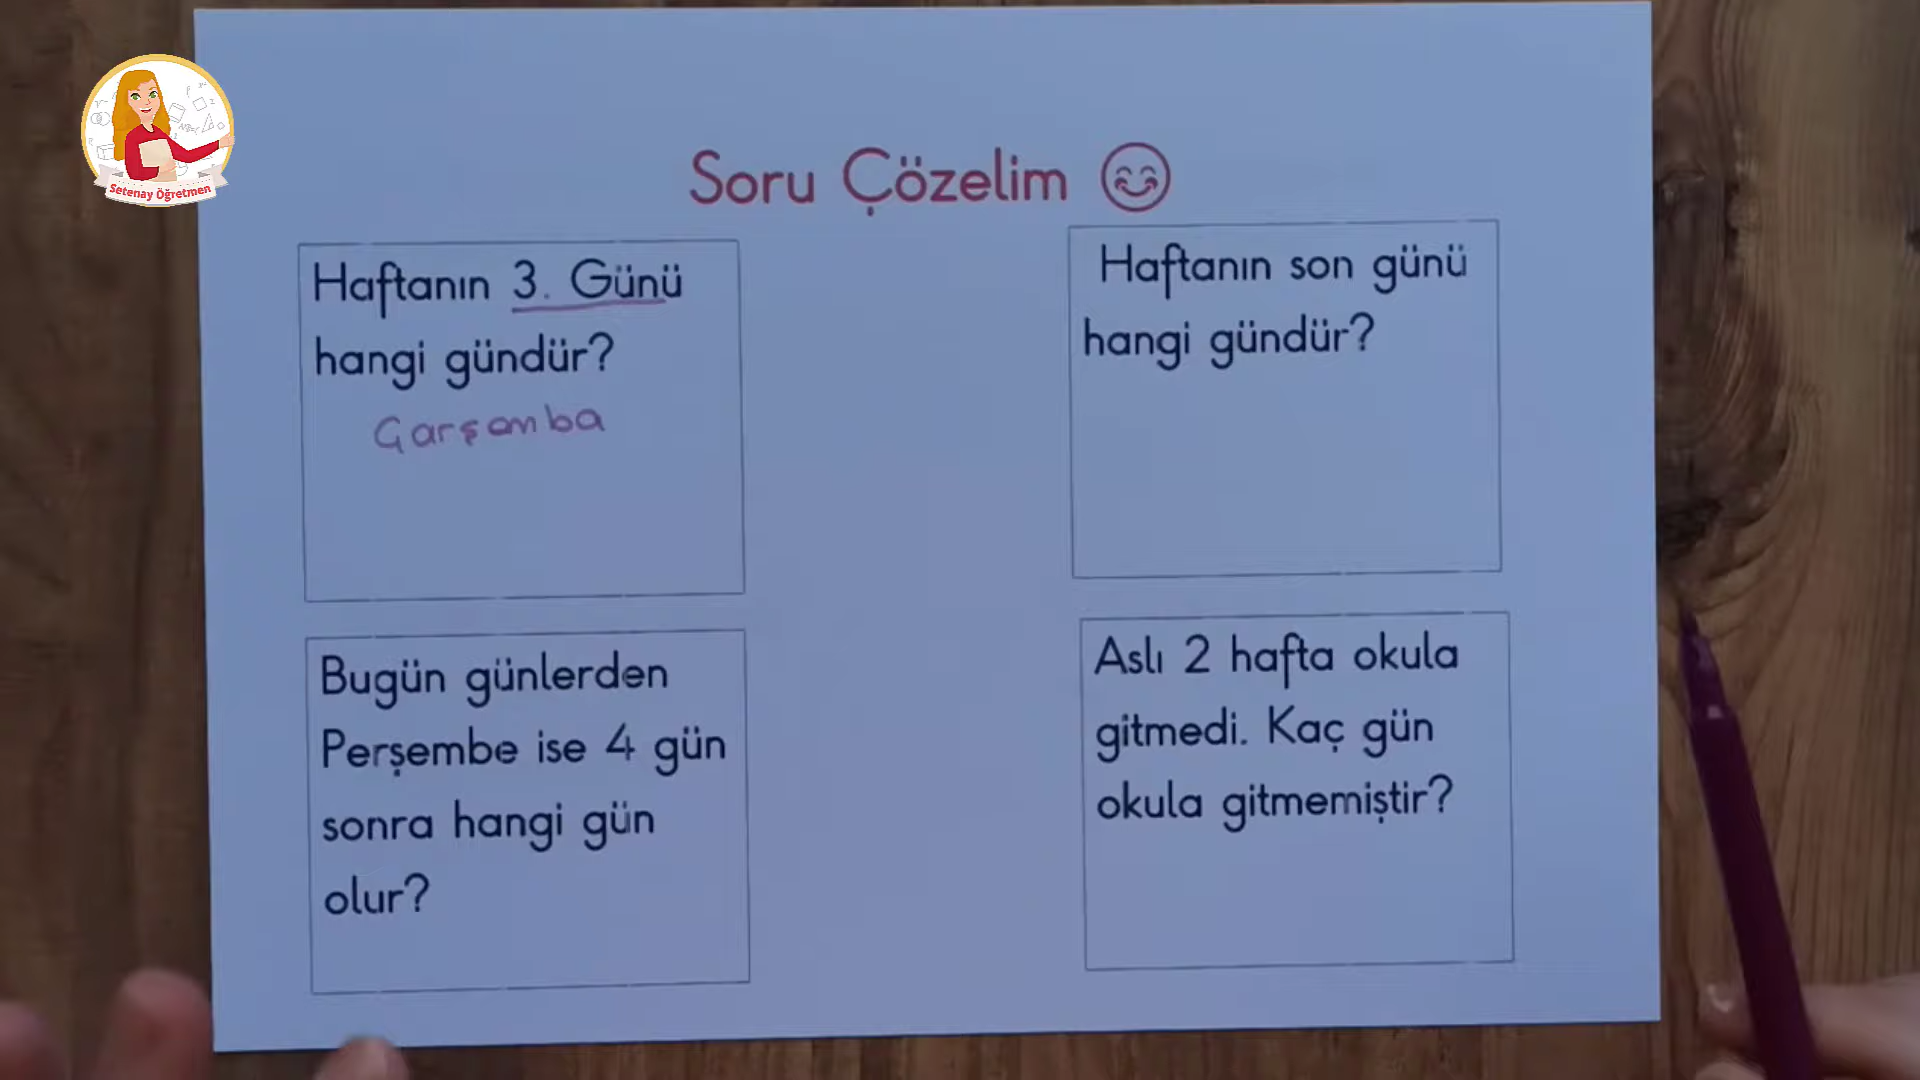 Setenay Öğretmen
Soru Çözelim
Haftanın 3. Günü
hangi gündür?
Çarşamba
Haftanın son günü
hangi gündür?
Bugün günlerden
Perşembe ise 4 gün
sonra hangi gün
olur?
Aslı 2 hafta okula
gitmedi. Kaç gün
okula gitmemiştir?